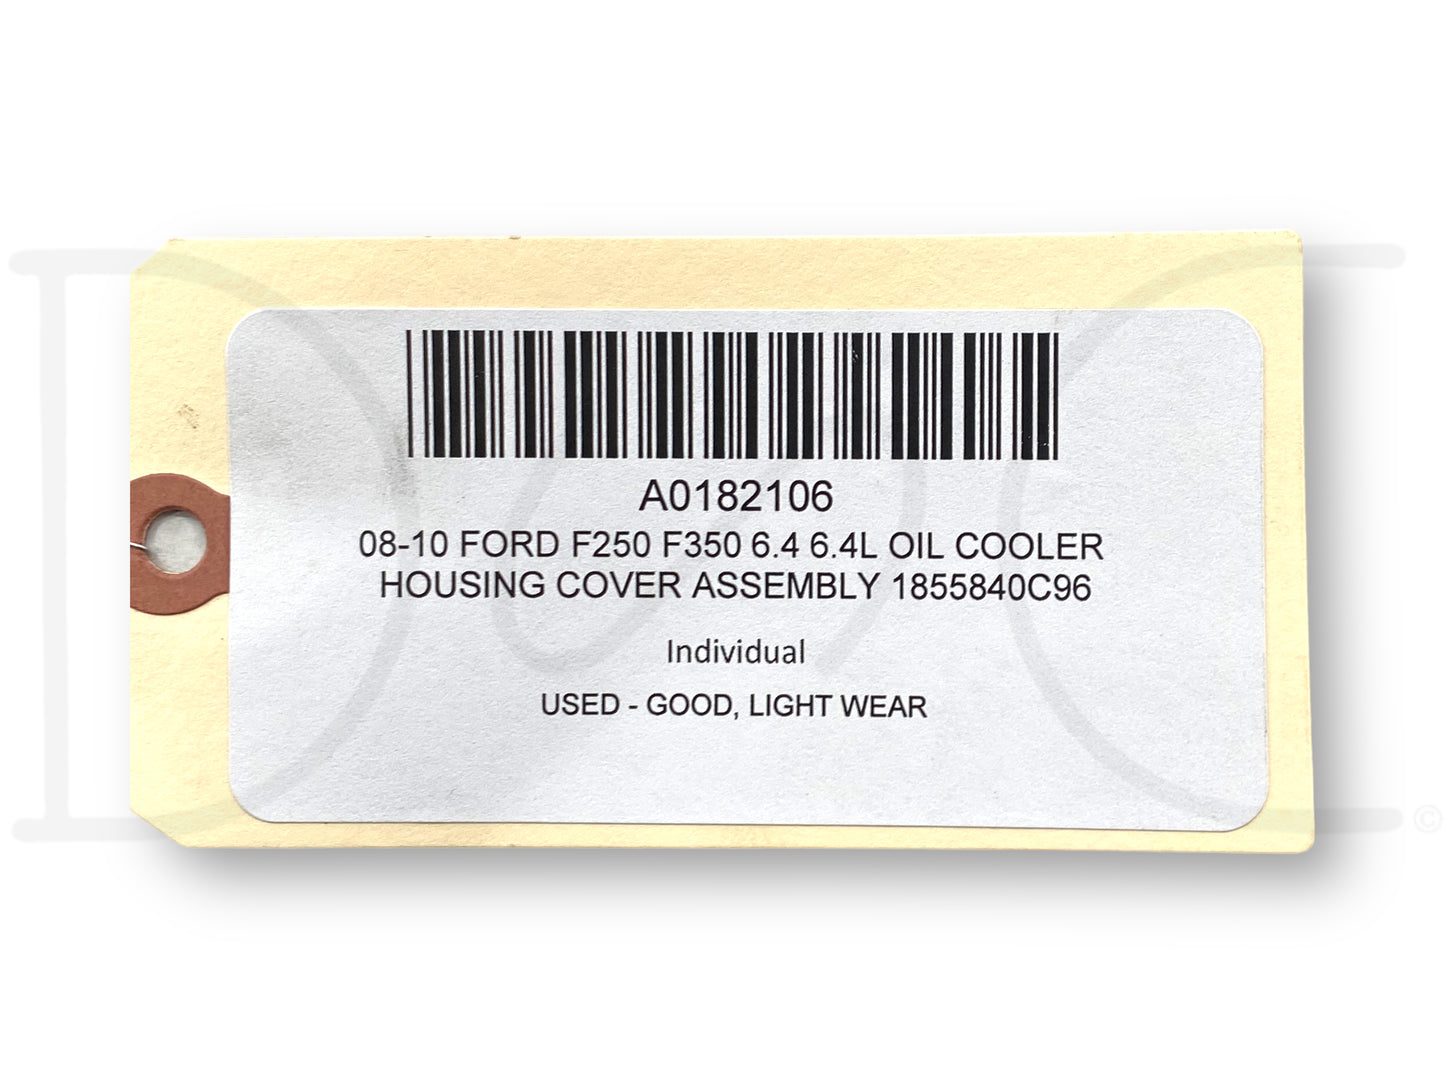 A0182106
08-10 FORD F250 F350 6.4 6.4L OIL COOLER
HOUSING COVER ASSEMBLY 1855840C96
Individual
USED - GOOD, LIGHT WEAR
©